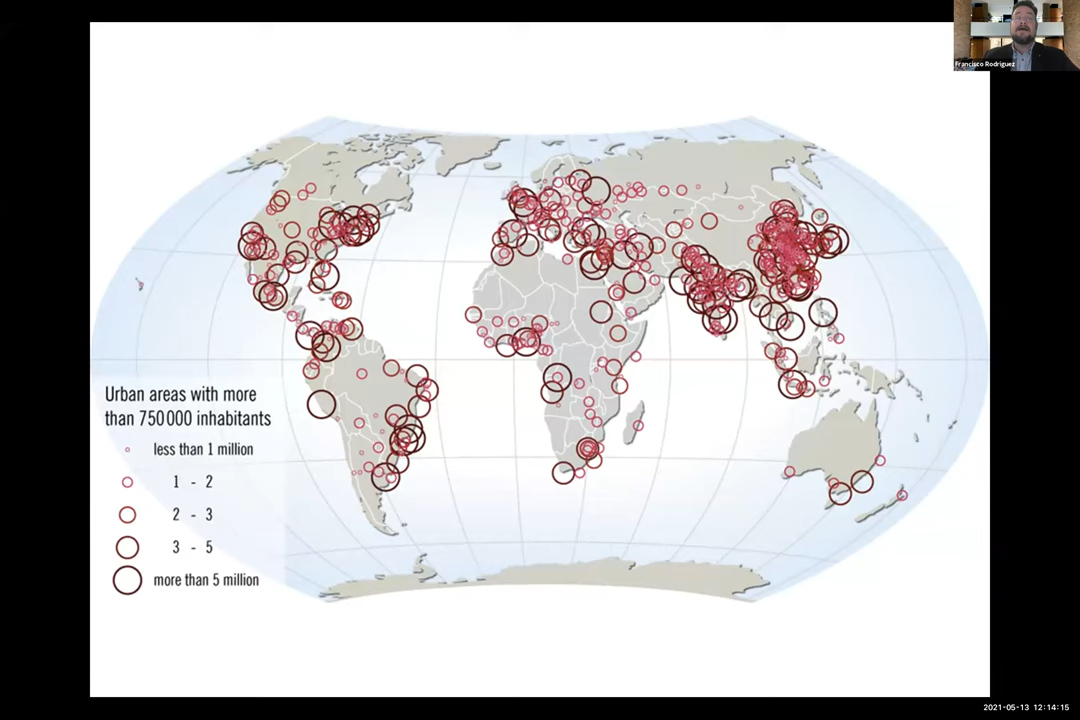 Francisco Rodriguez
Urban areas with more
than 750 000 inhabitants
less than 1 million
1 - 2
2 - 3
3 - 5
more than 5 million
2021-05-13 12:14:15